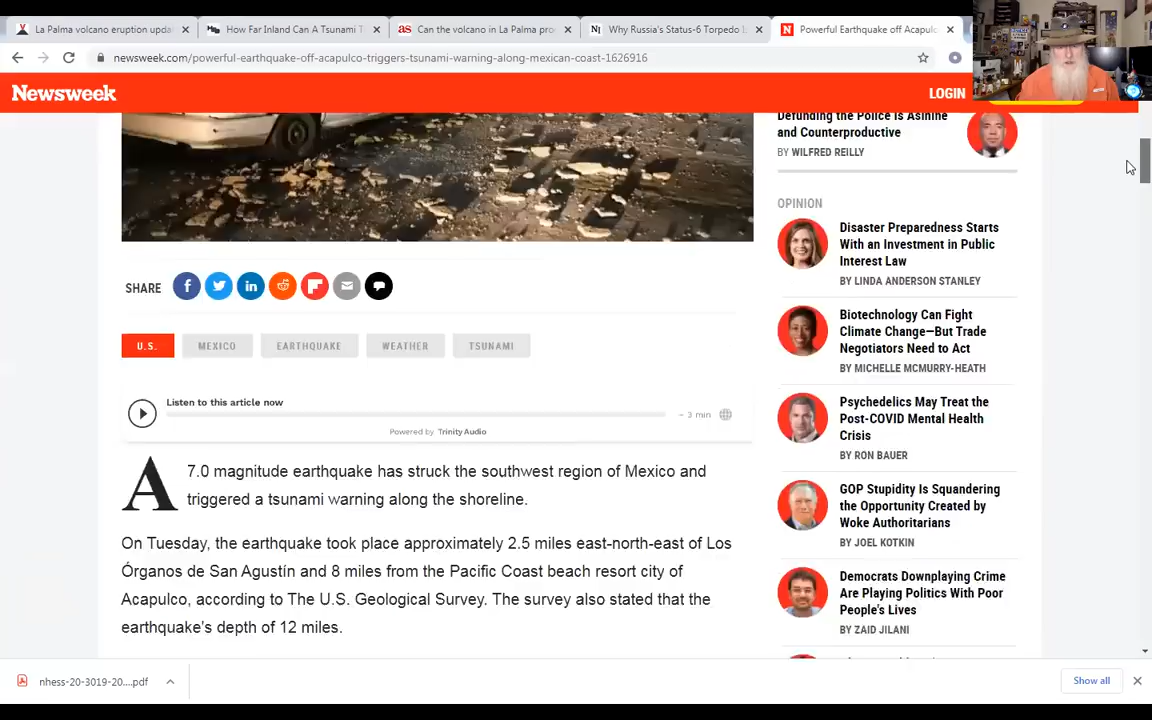 La Palma volcano eruption upda
How Far Inland Can A Tsunami T
Can the volcano in La Palma pro
Why Russia's Status-6 Torpedo I
Powerful Earthquake off Acapulc
newsweek.com/powerful-earthquake-off-acapulco-triggers-tsunami-warning-along-mexican-coast-1626916
Newsweek
LOGIN
Defunding the Police Is Asinine
and Counterproductive
BY WILFRED REILLY
OPINION
Disaster Preparedness Starts
With an Investment in Public
Interest Law
BY LINDA ANDERSON STANLEY
SHARE
Biotechnology Can Fight
Climate Change—But Trade
Negotiators Need to Act
BY MICHELLE MCMURRY-HEATH
U.S.
MEXICO
EARTHQUAKE
WEATHER
TSUNAMI
Listen to this article now
~ 3 min
Powered by Trinity Audio
Psychedelics May Treat the
Post-COVID Mental Health
Crisis
BY RON BAUER
A 7.0 magnitude earthquake has struck the southwest region of Mexico and
triggered a tsunami warning along the shoreline.
GOP Stupidity Is Squandering
the Opportunity Created by
Woke Authoritarians
BY JOEL KOTKIN
On Tuesday, the earthquake took place approximately 2.5 miles east-north-east of Los
Órganos de San Agustín and 8 miles from the Pacific Coast beach resort city of
Acapulco, according to The U.S. Geological Survey. The survey also stated that the
earthquake's depth of 12 miles.
Democrats Downplaying Crime
Are Playing Politics With Poor
People's Lives
BY ZAID JILANI
nhess-20-3019-20....pdf
Show all